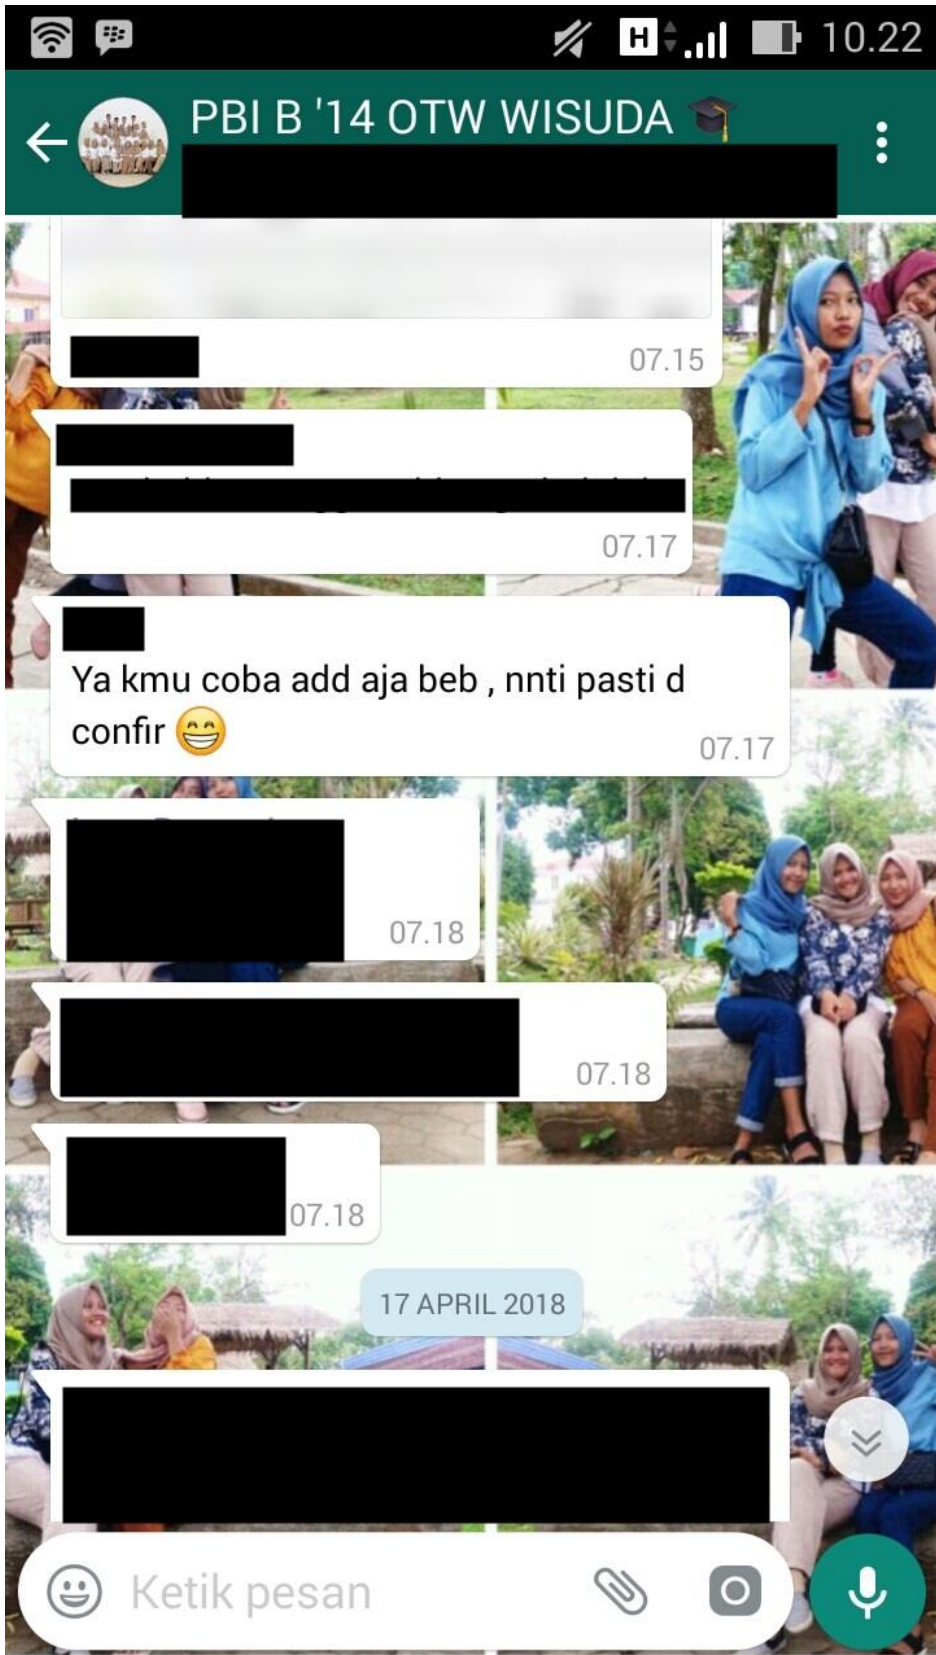 H 10.22
PBI B '14 OTW WISUDA 🎓
07.15
07.17
Ya kmu coba add aja beb , nnti pasti d
confir 😁
07.17
07.18
07.18
07.18
17 APRIL 2018
Ketik pesan